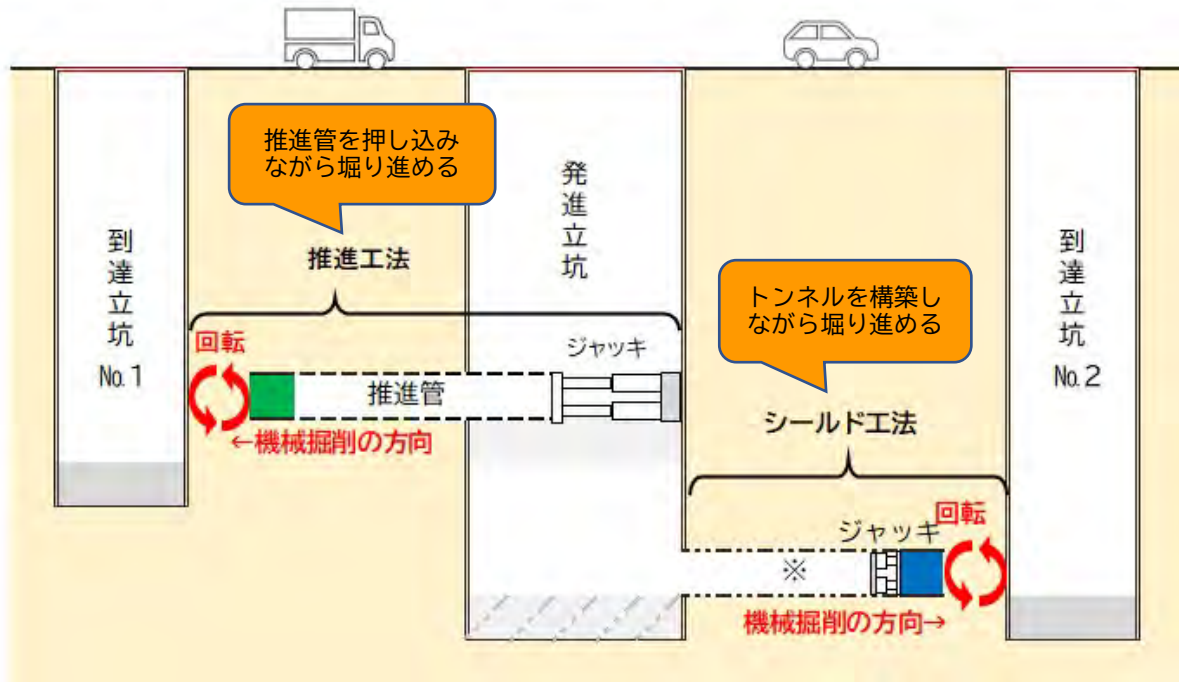 推進管を押し込み
ながら堀り進める
発進立坑
到達立坑
No.1
推進工法
到達立坑
No.2
トンネルを構築し
ながら堀り進める
回転
ジャッキ
推進管
←機械掘削の方向
シールド工法
回転
ジャッキ
※
機械掘削の方向→